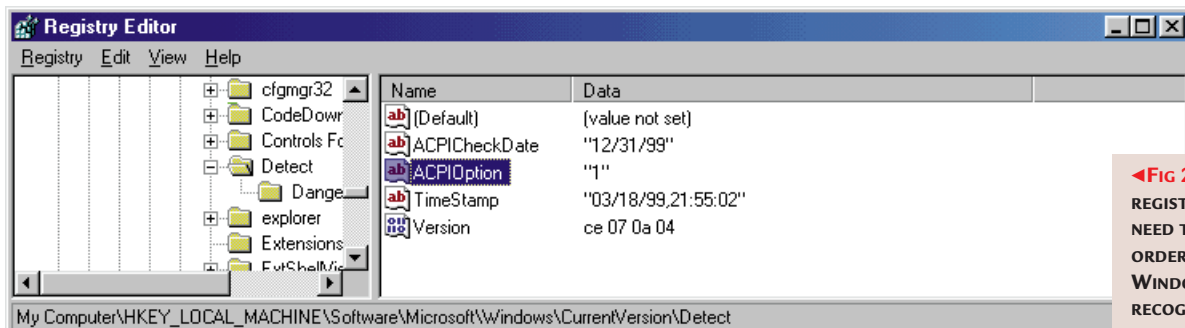 Registry Editor
Registry Edit View Help
cfgmgr32
CodeDowr
Controls Fc
Detect
Dange
explorer
Extensions
ExtShellVie
Name Data
(Default) (value not set)
ACPICheckDate "12/31/99"
ACPIOption "1"
TimeStamp "03/18/99,21:55:02"
Version ce 07 0a 04
My Computer\HKEY_LOCAL_MACHINE\Software\Microsoft\Windows\CurrentVersion\Detect
◄FIG 2
REGIST
NEED T
ORDER
WINDO
RECOG